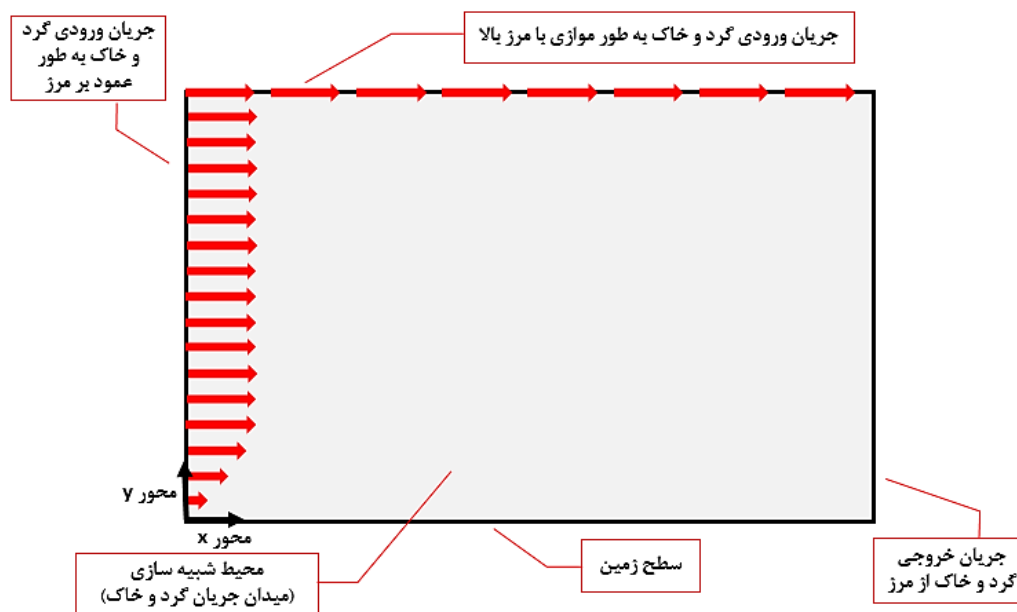 جریان ورودی گرد
و خاک به طور
عمود بر مرز
جریان ورودی گرد و خاک به طور موازی با مرز بالا
محور y
محور x
محیط شبیه سازی
(میدان جریان گرد و خاک)
سطح زمین
جریان خروجی
گرد و خاک از مرز